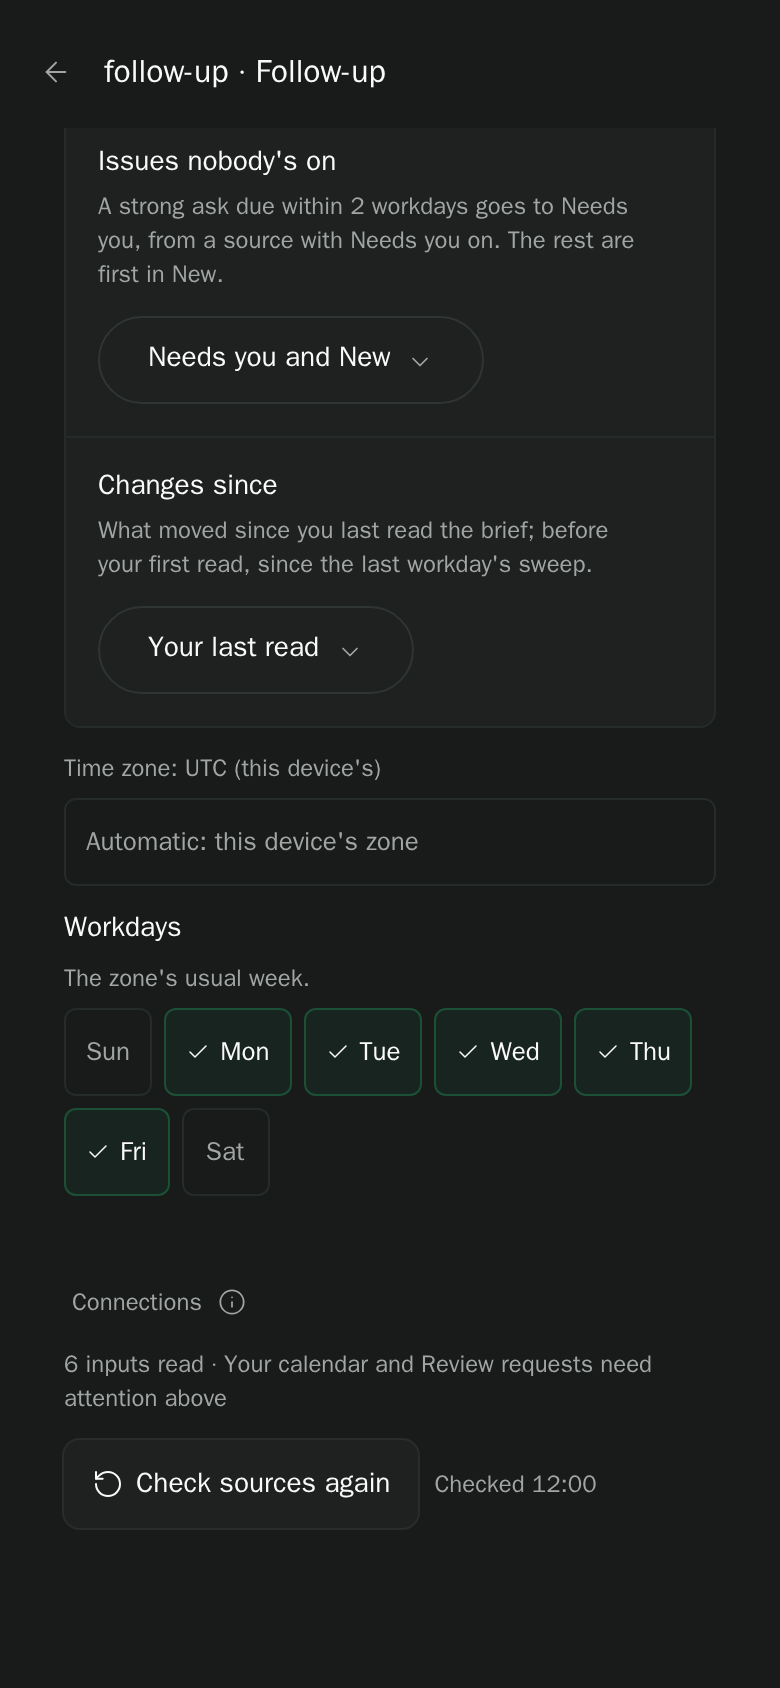 follow-up · Follow-up
Issues nobody's on
A strong ask due within 2 workdays goes to Needs
you, from a source with Needs you on. The rest are
first in New.
Needs you and New
Changes since
What moved since you last read the brief; before
your first read, since the last workday's sweep.
Your last read
Time zone: UTC (this device's)
Automatic: this device's zone
Workdays
The zone's usual week.
Sun Mon Tue Wed Thu
Fri Sat
Connections
6 inputs read · Your calendar and Review requests need
attention above
Check sources again Checked 12:00